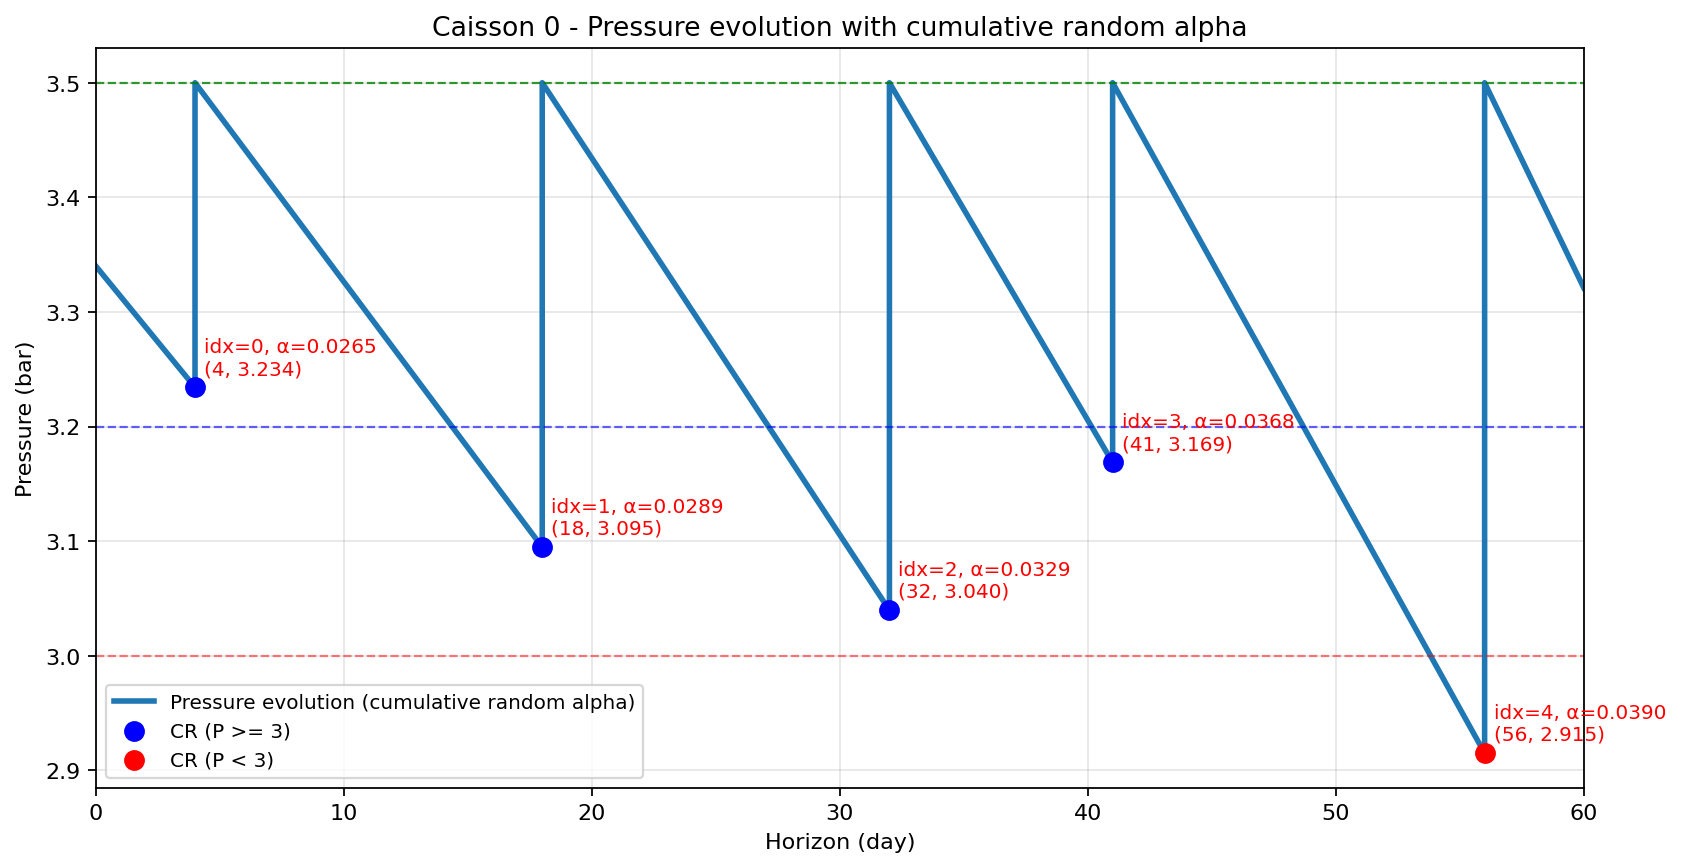 Caisson 0 - Pressure evolution with cumulative random alpha
Pressure (bar)
3.5
3.4
3.3
3.2
3.1
3.0
2.9
idx=0, α=0.0265
(4, 3.234)
idx=1, α=0.0289
(18, 3.095)
idx=2, α=0.0329
(32, 3.040)
idx=3, α=0.0368
(41, 3.169)
idx=4, α=0.0390
(56, 2.915)
Pressure evolution (cumulative random alpha)
CR (P >= 3)
CR (P < 3)
0 10 20 30 40 50 60
Horizon (day)